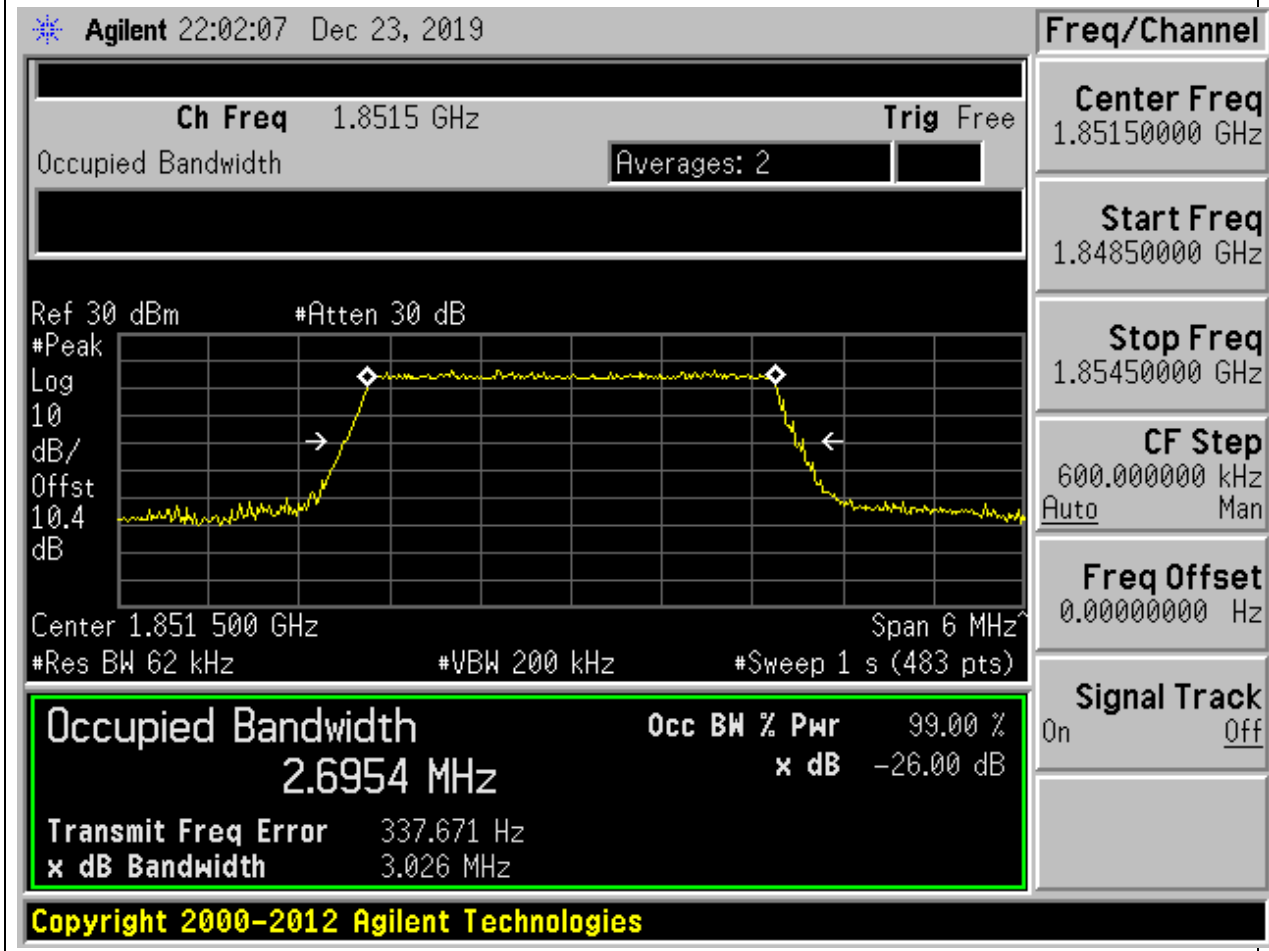 Agilent 22:02:07 Dec 23, 2019
Freq/Channel
Ch Freq 1.8515 GHz Trig Free
Occupied Bandwidth Averages: 2
Center Freq
1.85150000 GHz
Start Freq
1.84850000 GHz
Stop Freq
1.85450000 GHz
CF Step
600.000000 kHz
Auto Man
Freq Offset
0.00000000 Hz
Signal Track
On Off
Ref 30 dBm #Atten 30 dB
#Peak
Log
10
dB/
Offst
10.4
dB
Center 1.851 500 GHz Span 6 MHz^
#Res BW 62 kHz #VBW 200 kHz #Sweep 1 s (483 pts)
Occupied Bandwidth Occ BW % Pwr 99.00 %
2.6954 MHz x dB -26.00 dB
Transmit Freq Error 337.671 Hz
x dB Bandwidth 3.026 MHz
Copyright 2000-2012 Agilent Technologies